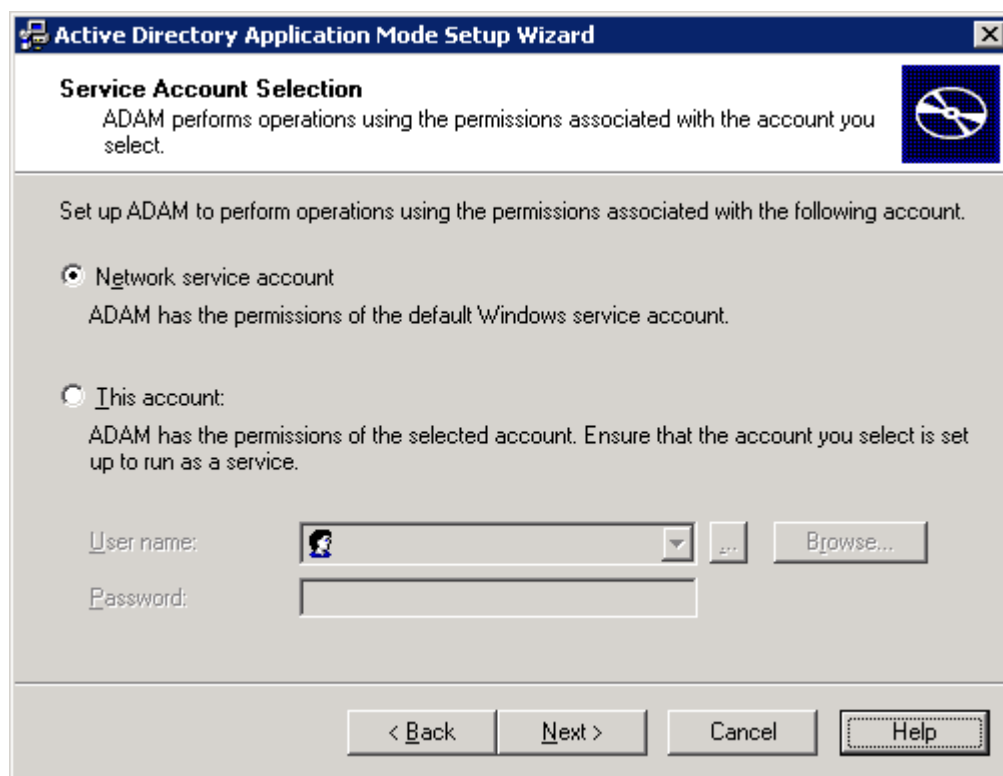 Active Directory Application Mode Setup Wizard
Service Account Selection
ADAM performs operations using the permissions associated with the account you
select.
Set up ADAM to perform operations using the permissions associated with the following account.
Network service account
ADAM has the permissions of the default Windows service account.
This account:
ADAM has the permissions of the selected account. Ensure that the account you select is set
up to run as a service.
User name:
...
Browse...
Password:
< Back
Next >
Cancel
Help